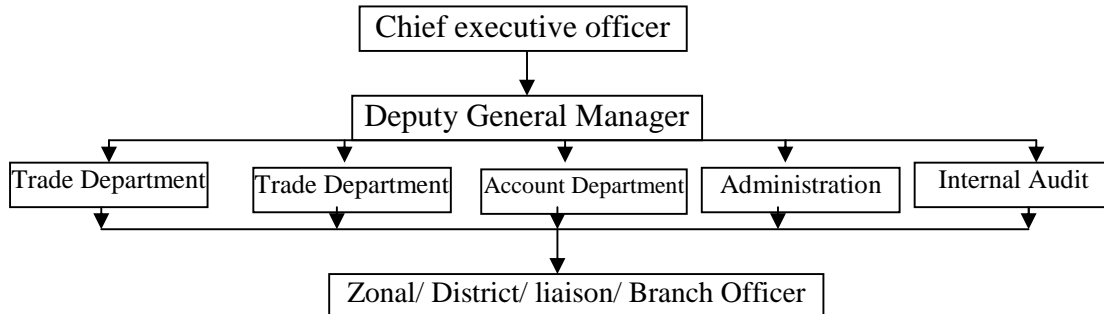 Chief executive officer
Deputy General Manager
Trade Department
Trade Department
Account Department
Administration
Internal Audit
Zonal/ District/ liaison/ Branch Officer